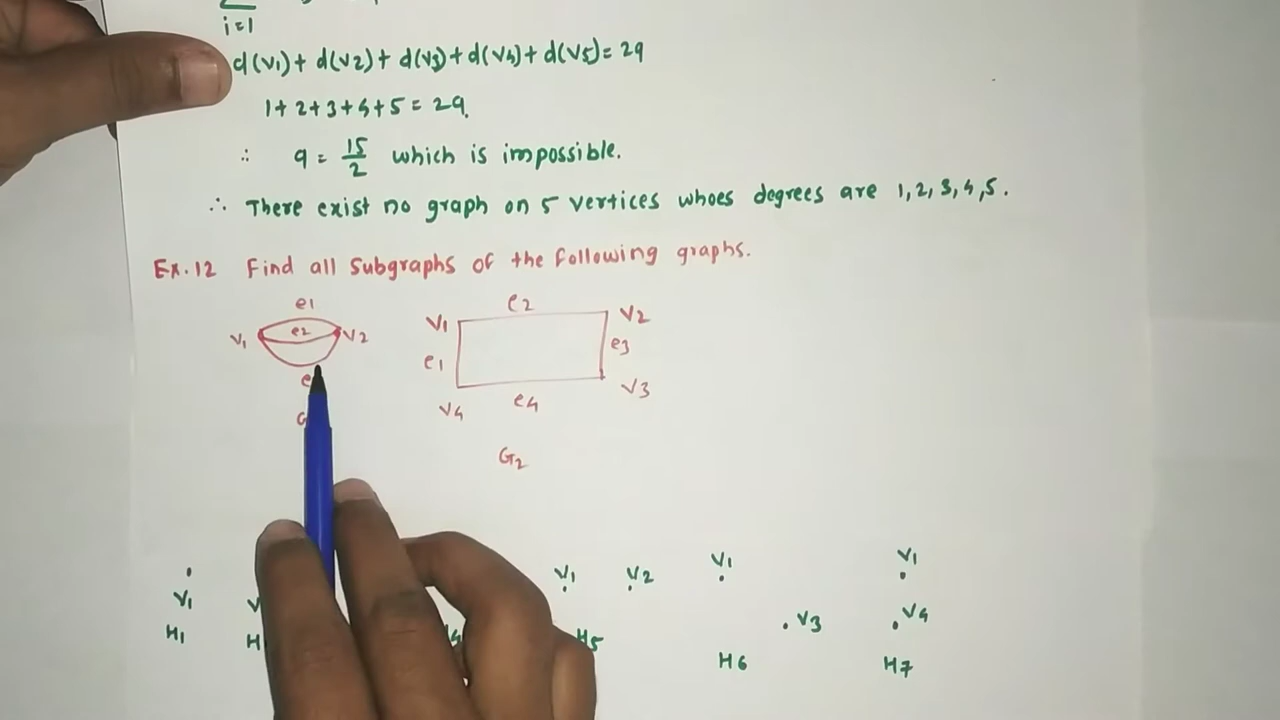 i=1
d(v1)+ d(v2)+ d(v3)+d(v4)+d(v5)=2q
1+2+3+4+5=2q.
∴ q = 15/2 which is impossible.
∴ There exist no graph on 5 vertices whoes degrees are 1,2,3,4,5.
Ex.12 Find all subgraphs of the following graphs.
e1 e2
v1 e2 v2 v1 v2
e1 e3
v4 e4 v3
G2
v1 v2 v1 v1
v1 v3 v4
H1 H5 H6 H7